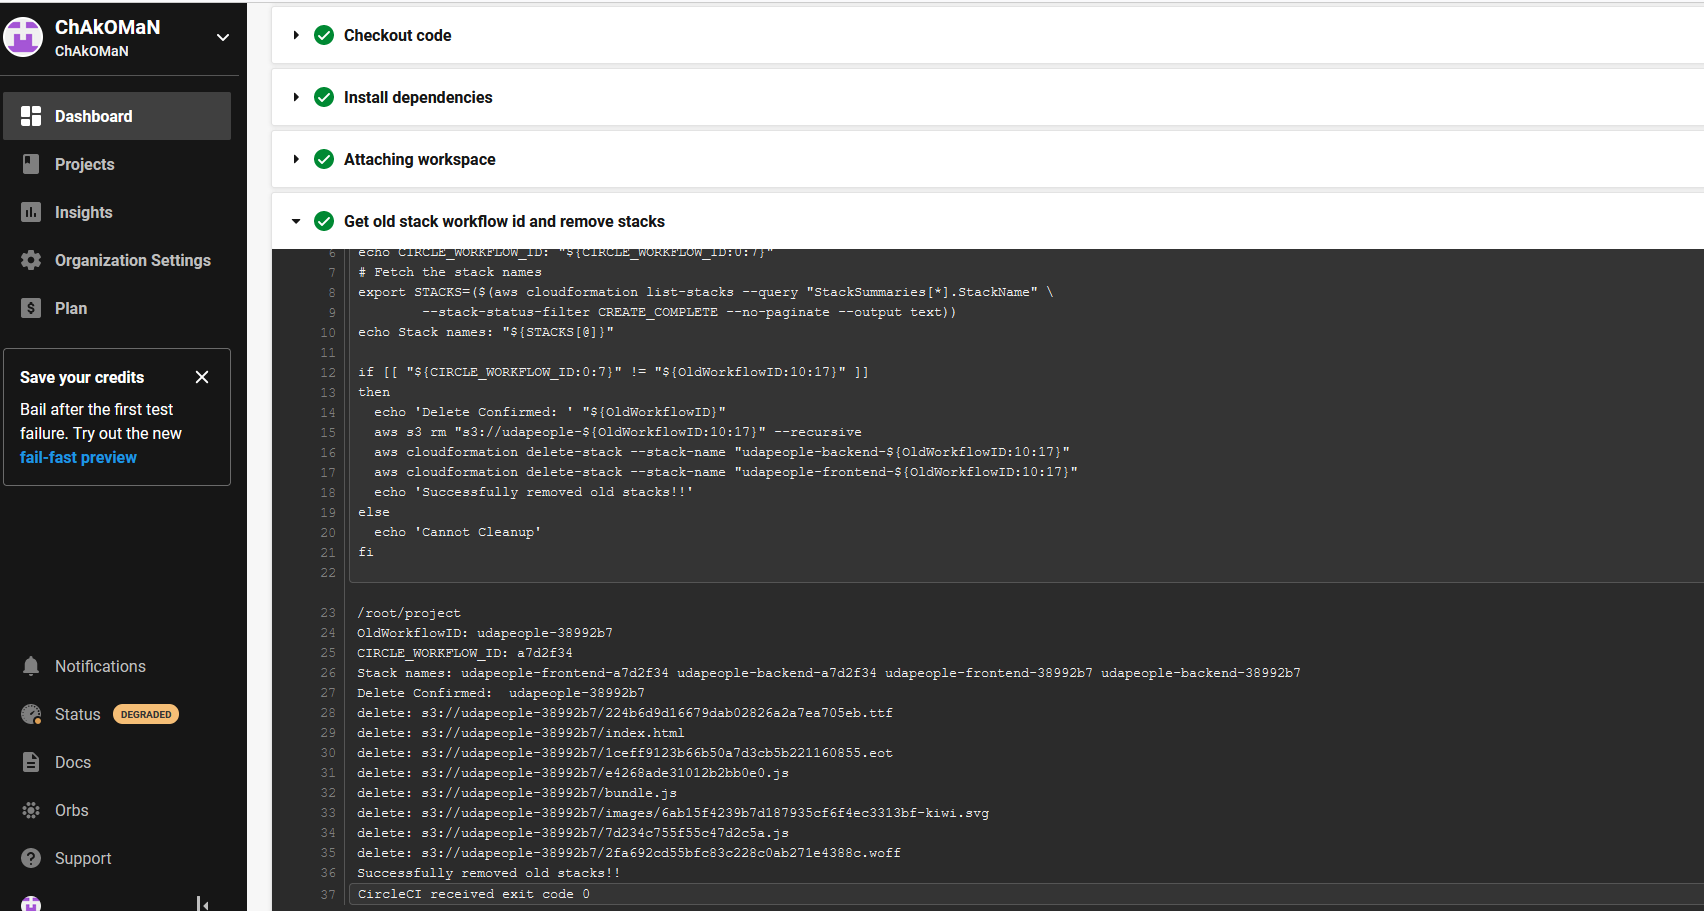 ChAkOMaN
ChAkOMaN
Dashboard
Projects
Insights
Organization Settings
Plan
Save your credits
Bail after the first test
failure. Try out the new
fail-fast preview
Notifications
Status DEGRADED
Docs
Orbs
Support
Checkout code
Install dependencies
Attaching workspace
Get old stack workflow id and remove stacks
6 echo CIRCLE_WORKFLOW_ID: "${CIRCLE_WORKFLOW_ID:0:7}"
7 # Fetch the stack names
8 export STACKS=($(aws cloudformation list-stacks --query "StackSummaries[*].StackName" \
9 --stack-status-filter CREATE_COMPLETE --no-paginate --output text))
10 echo Stack names: "${STACKS[@]}"
11
12 if [[ "${CIRCLE_WORKFLOW_ID:0:7}" != "${OldWorkflowID:10:17}" ]]
13 then
14 echo 'Delete Confirmed: ' "${OldWorkflowID}"
15 aws s3 rm "s3://udapeople-${OldWorkflowID:10:17}" --recursive
16 aws cloudformation delete-stack --stack-name "udapeople-backend-${OldWorkflowID:10:17}"
17 aws cloudformation delete-stack --stack-name "udapeople-frontend-${OldWorkflowID:10:17}"
18 echo 'Successfully removed old stacks!!'
19 else
20 echo 'Cannot Cleanup'
21 fi
22
23 /root/project
24 OldWorkflowID: udapeople-38992b7
25 CIRCLE_WORKFLOW_ID: a7d2f34
26 Stack names: udapeople-frontend-a7d2f34 udapeople-backend-a7d2f34 udapeople-frontend-38992b7 udapeople-backend-38992b7
27 Delete Confirmed:  udapeople-38992b7
28 delete: s3://udapeople-38992b7/224b6d9d16679dab02826a2a7ea705eb.ttf
29 delete: s3://udapeople-38992b7/index.html
30 delete: s3://udapeople-38992b7/1ceff9123b66b50a7d3cb5b221160855.eot
31 delete: s3://udapeople-38992b7/e4268ade31012b2bb0e0.js
32 delete: s3://udapeople-38992b7/bundle.js
33 delete: s3://udapeople-38992b7/images/6ab15f4239b7d187935cf6f4ec3313bf-kiwi.svg
34 delete: s3://udapeople-38992b7/7d234c755f55c47d2c5a.js
35 delete: s3://udapeople-38992b7/2fa692cd55bfc83c228c0ab271e4388c.woff
36 Successfully removed old stacks!!
37 CircleCI received exit code 0